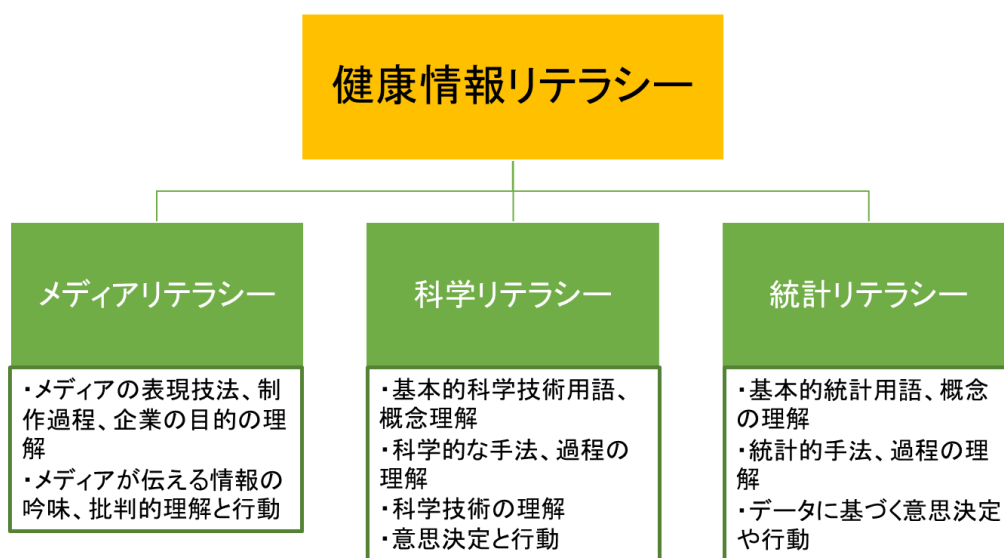 健康情報リテラシー
メディアリテラシー
・メディアの表現技法、制
作過程、企業の目的の理
解
・メディアが伝える情報の
吟味、批判的理解と行動
科学リテラシー
・基本的科学技術用語、
概念理解
・科学的な手法、過程の
理解
・科学技術の理解
・意思決定と行動
統計リテラシー
・基本的統計用語、概念
の理解
・統計的手法、過程の理
解
・データに基づく意思決定
や行動